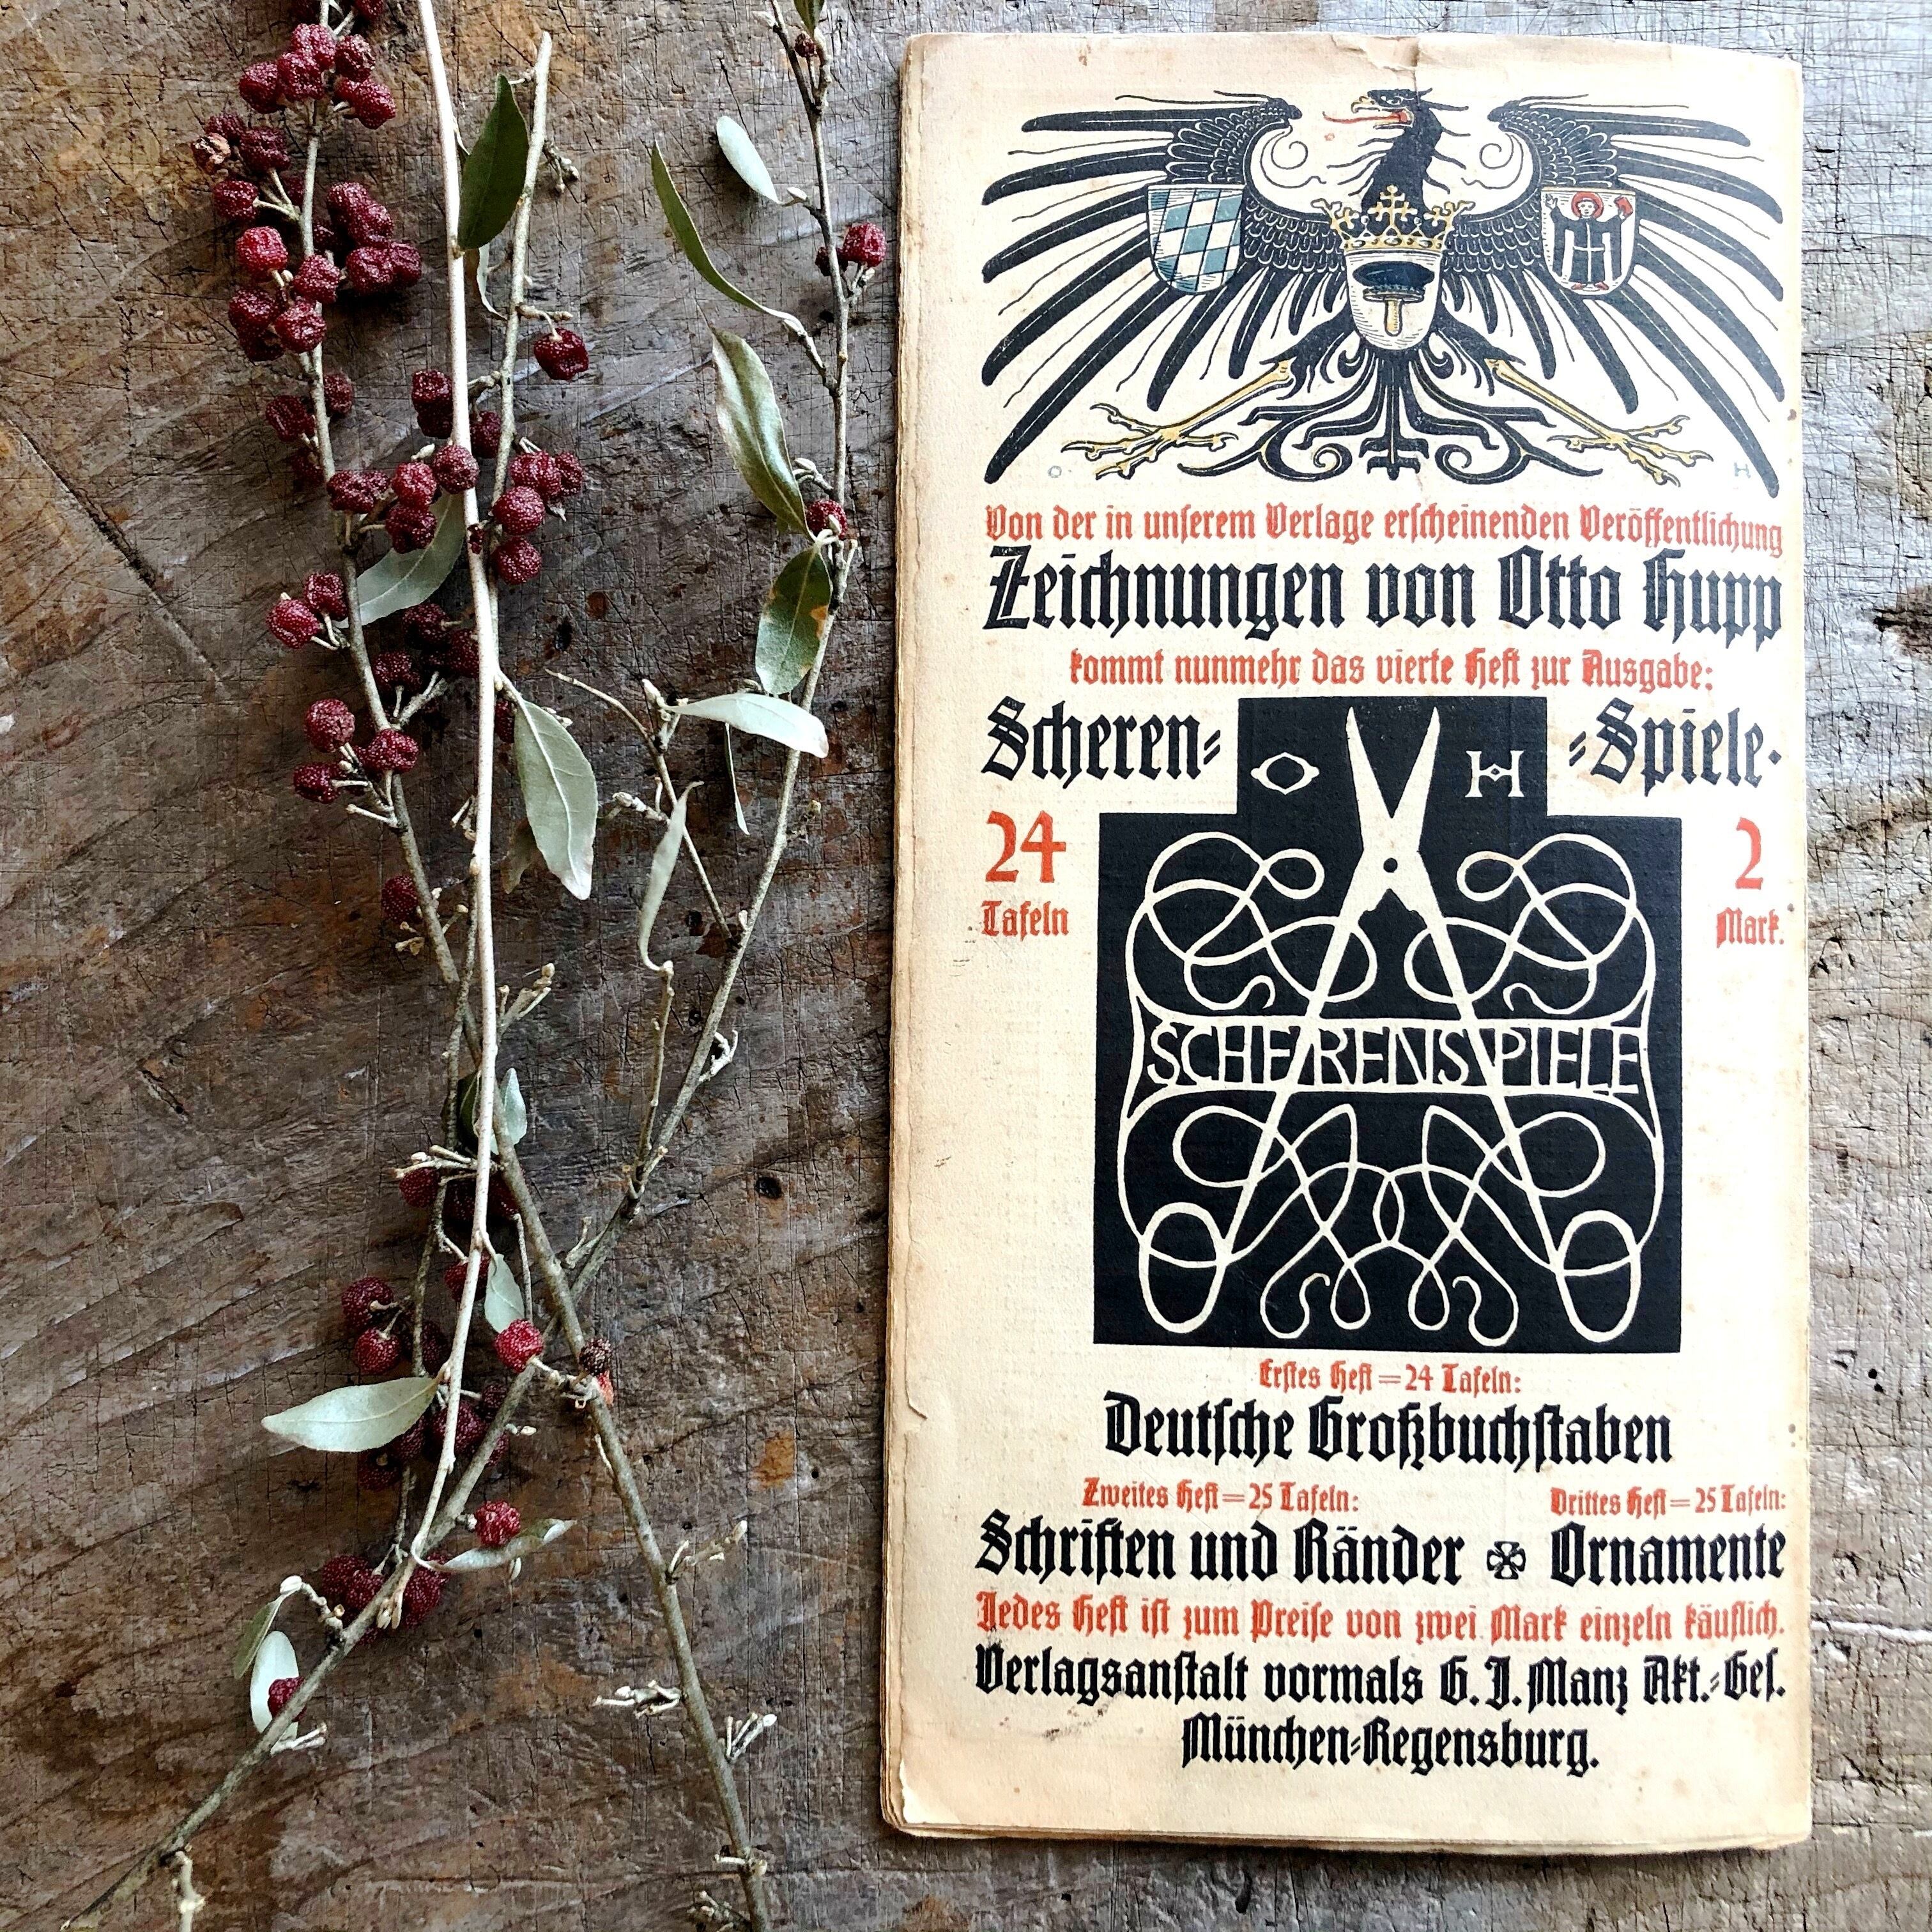 O H
Von der in unserem Verlage erscheinenden Veröffentlichung
Zeichnungen von Otto Hupp
kommt nunmehr das vierte Heft zur Ausgabe:
Scheren= =Spiele.
O H
24 2
Tafeln Mark.
SCHERENSPIELE
Erstes Heft = 24 Tafeln:
Deutsche Großbuchstaben
Zweites Heft = 25 Tafeln: Drittes Heft = 25 Tafeln:
Schriften und Ränder ✠ Ornamente
Jedes Heft ist zum Preise von zwei Mark einzeln käuflich.
Verlagsanstalt vormals G. J. Manz Akt.=Ges.
München=Regensburg.